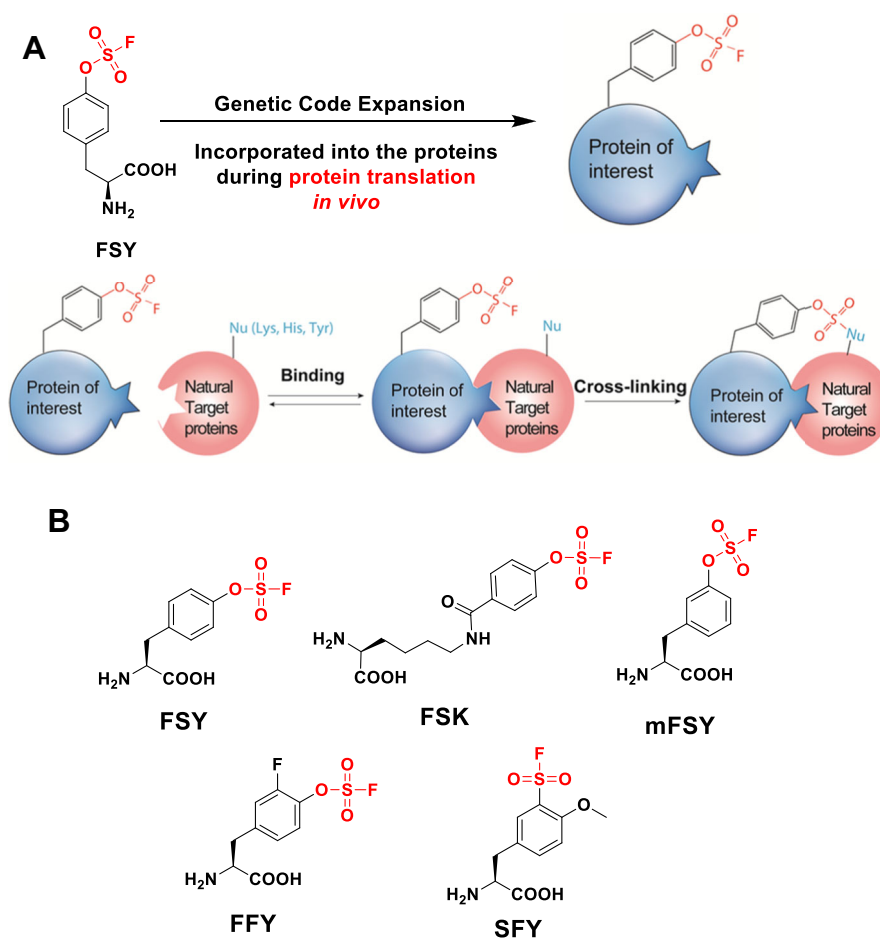 A
O
S
F
O
O
COOH
NH2
FSY
Genetic Code Expansion
Incorporated into the proteins
during protein translation
in vivo
O
O
S
F
O
Protein of
interest
O
O
S
F
O
Nu (Lys, His, Tyr)
Protein of
interest
Natural
Target
proteins
Binding
O
O
S
F
O
Nu
Protein of
interest
Natural
Target
proteins
Cross-linking
O
O
S
O
Nu
Protein of
interest
Natural
Target
proteins
B
O
O S F
O
H2N COOH
FSY
O
O S F
O
O
NH
H2N
COOH
FSK
O
F
S
O
O
H2N COOH
mFSY
F
O
O S F
O
H2N COOH
FFY
F
O=S=O
O
H2N COOH
SFY